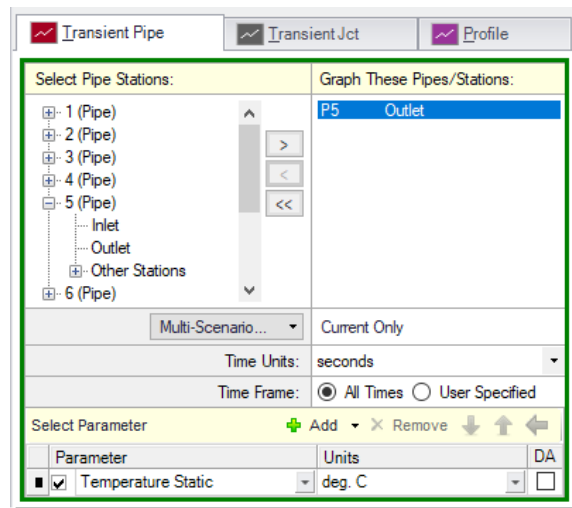 Transient Pipe
Transient Jct
Profile
Select Pipe Stations:
Graph These Pipes/Stations:
1 (Pipe)
2 (Pipe)
3 (Pipe)
4 (Pipe)
5 (Pipe)
Inlet
Outlet
Other Stations
6 (Pipe)
>
<
<<
P5 Outlet
Multi-Scenario...
Current Only
Time Units:
seconds
Time Frame:
All Times
User Specified
Select Parameter
Add
Remove
Parameter
Units
DA
Temperature Static
deg. C